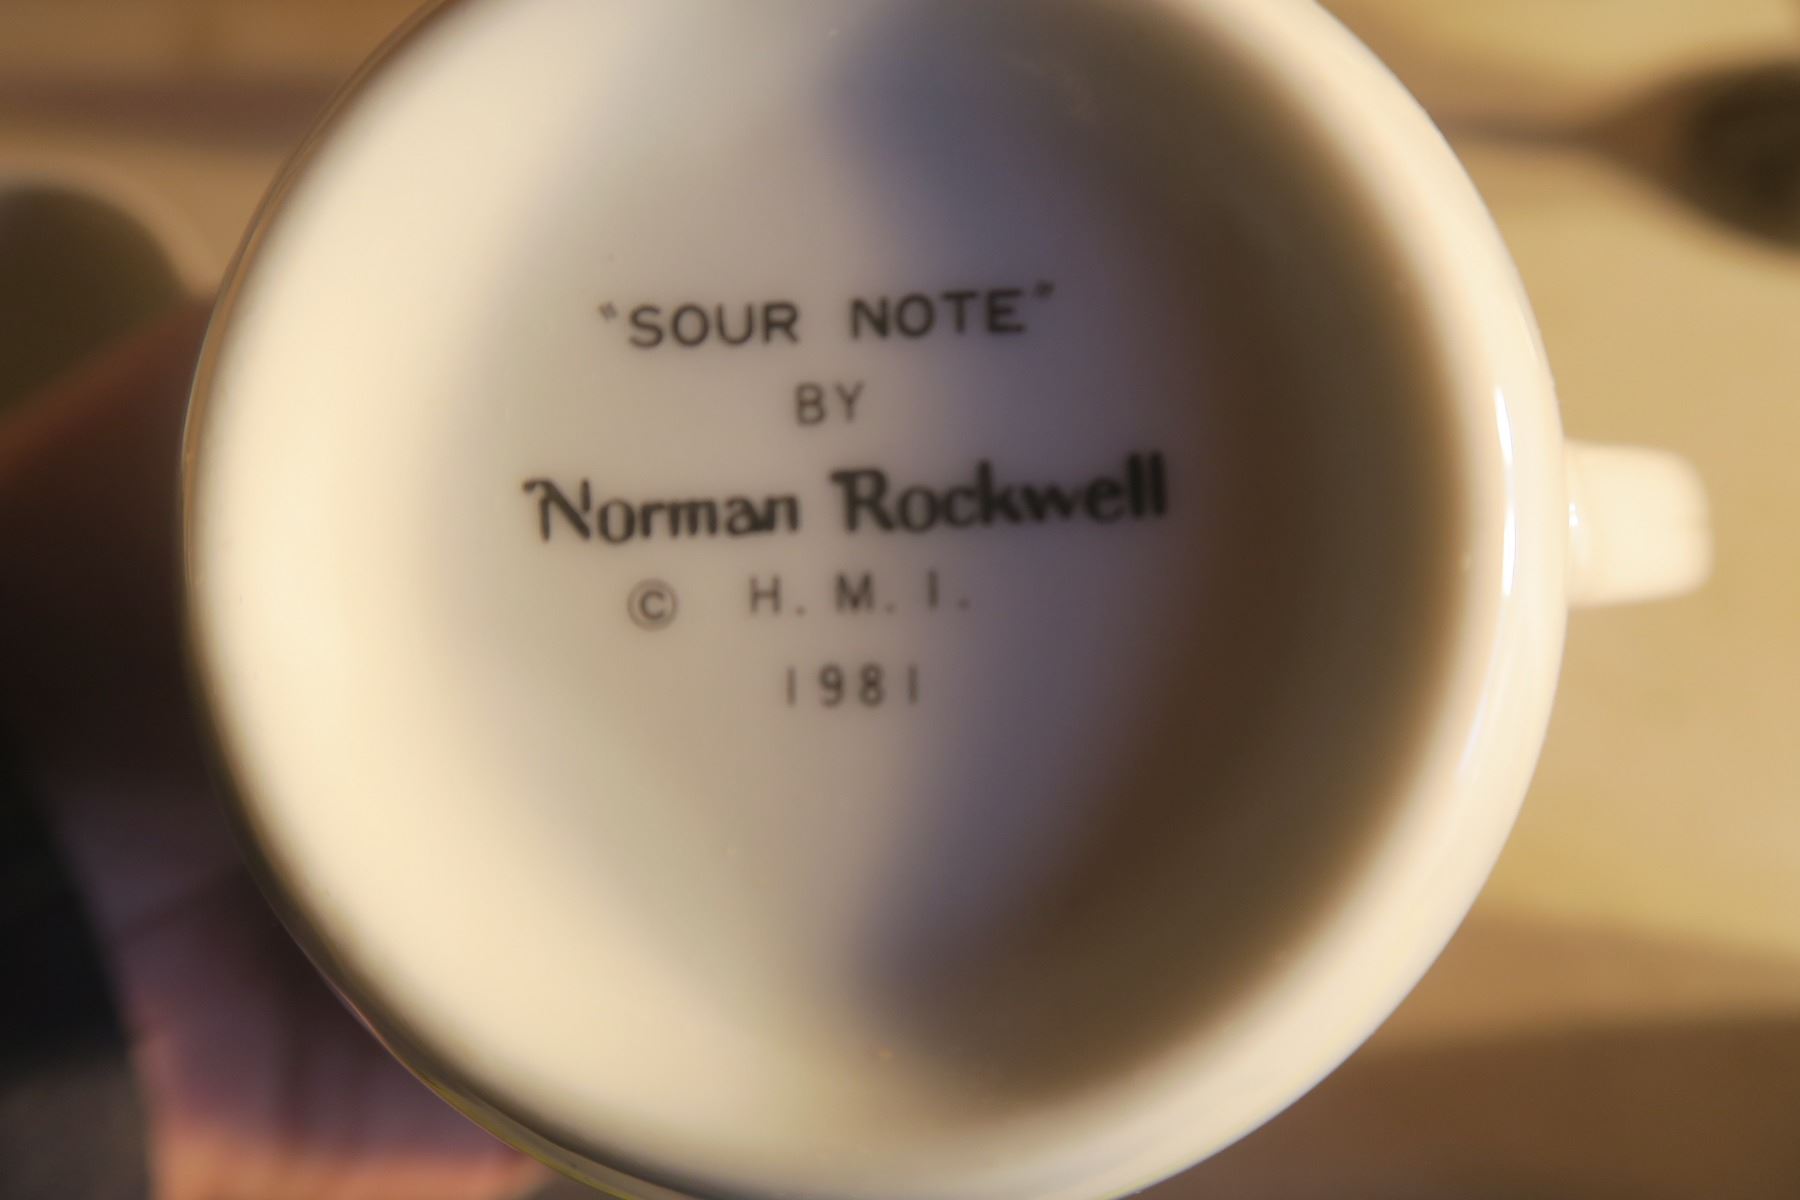 "SOUR NOTE"
BY
Norman Rockwell
© H. M. I.
1981